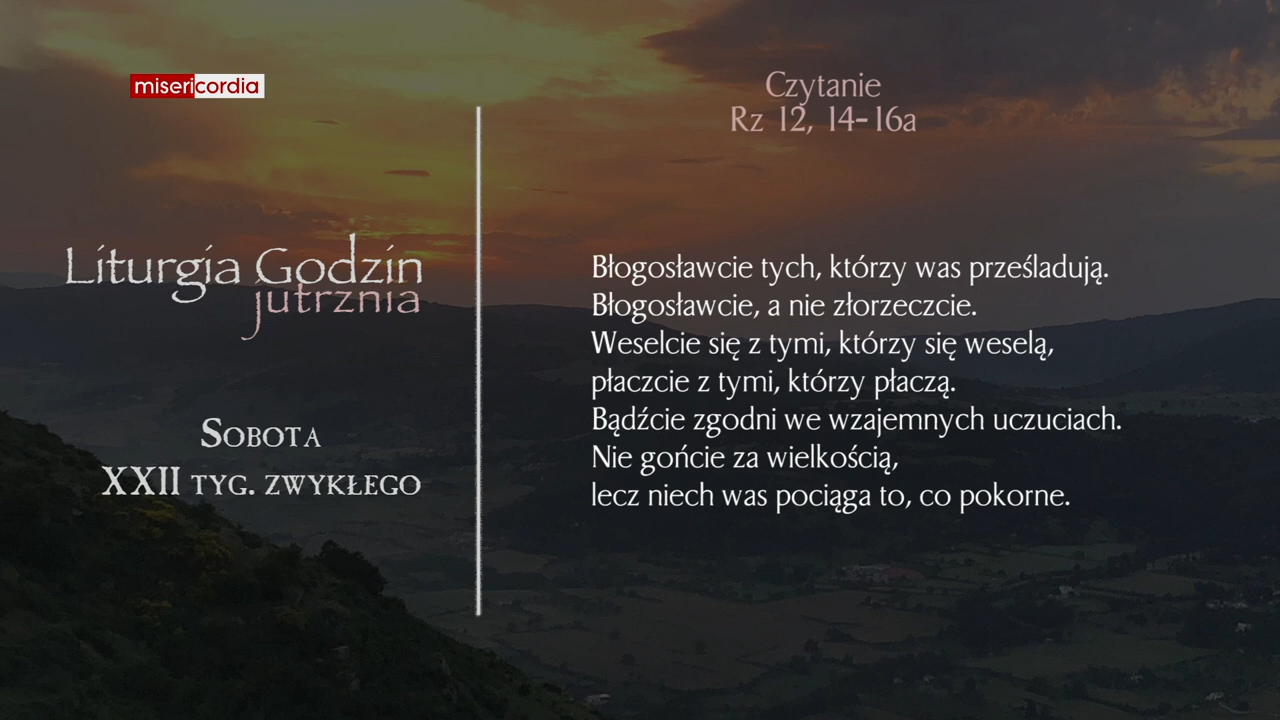 misericordia
Liturgia Godzin
jutrznia
Sobota
XXII tyg. zwykłego
Czytanie
Rz 12, 14-16a
Błogosławcie tych, którzy was prześladują.
Błogosławcie, a nie złorzeczcie.
Weselcie się z tymi, którzy się weselą,
płaczcie z tymi, którzy płaczą.
Bądźcie zgodni we wzajemnych uczuciach.
Nie gońcie za wielkością,
lecz niech was pociąga to, co pokorne.